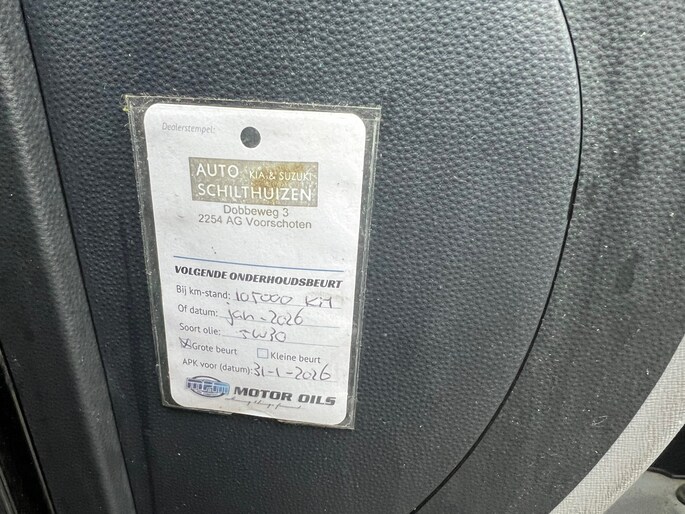 Dealerstempel:
AUTO KIA & SUZUKI
SCHILTHUIZEN
Dobbeweg 3
2254 AG Voorschoten
VOLGENDE ONDERHOUDSBEURT
Bij km-stand: 105000 KM
Of datum: jan-2026
Soort olie: 5W30
Grote beurt Kleine beurt
APK voor (datum): 31-1-2026
MOTOR OILS